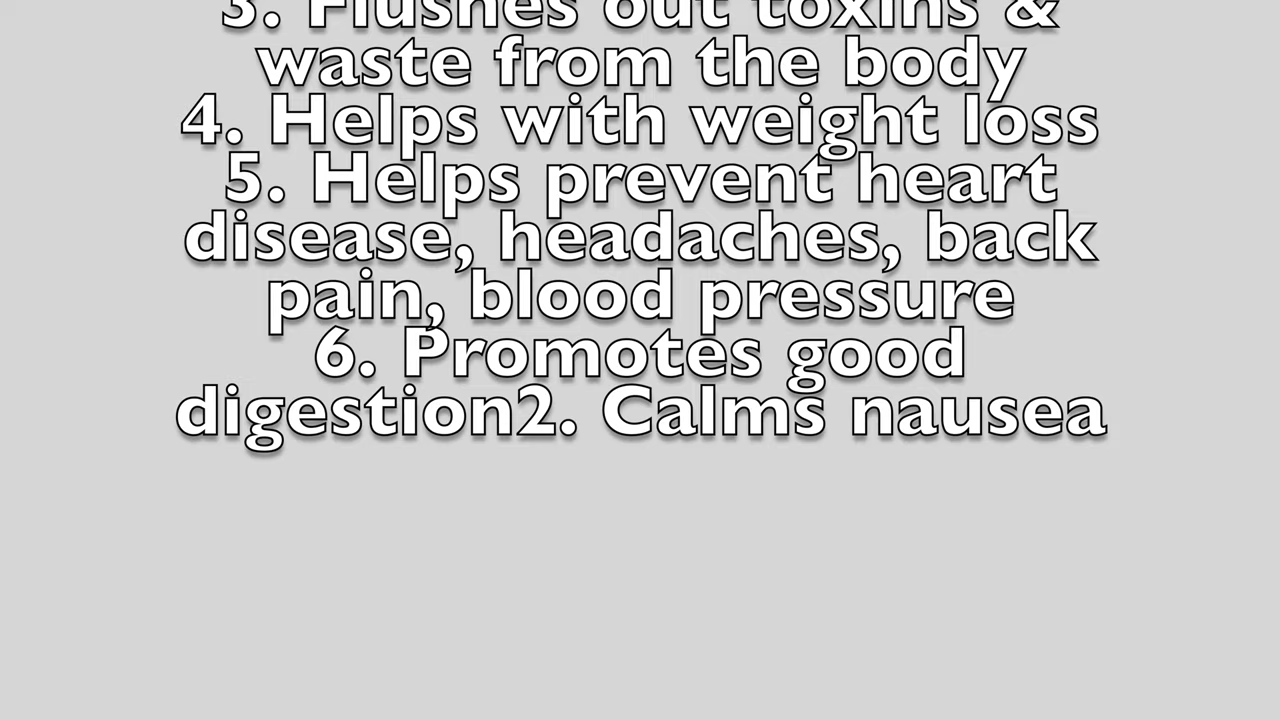 3. Flushes out toxins &
waste from the body
4. Helps with weight loss
5. Helps prevent heart
disease, headaches, back
pain, blood pressure
6. Promotes good
digestion2. Calms nausea